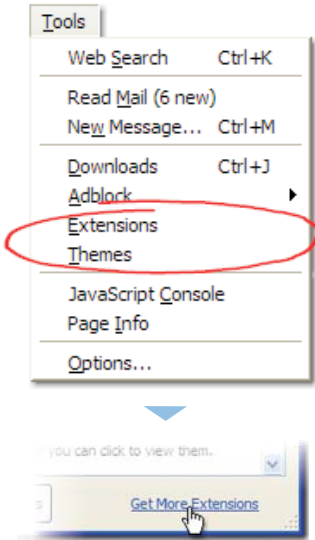 Tools
Web Search Ctrl+K
Read Mail (6 new)
New Message... Ctrl+M
Downloads Ctrl+J
Adblock
Extensions
Themes
JavaScript Console
Page Info
Options...
you can click to view them.
Get More Extensions